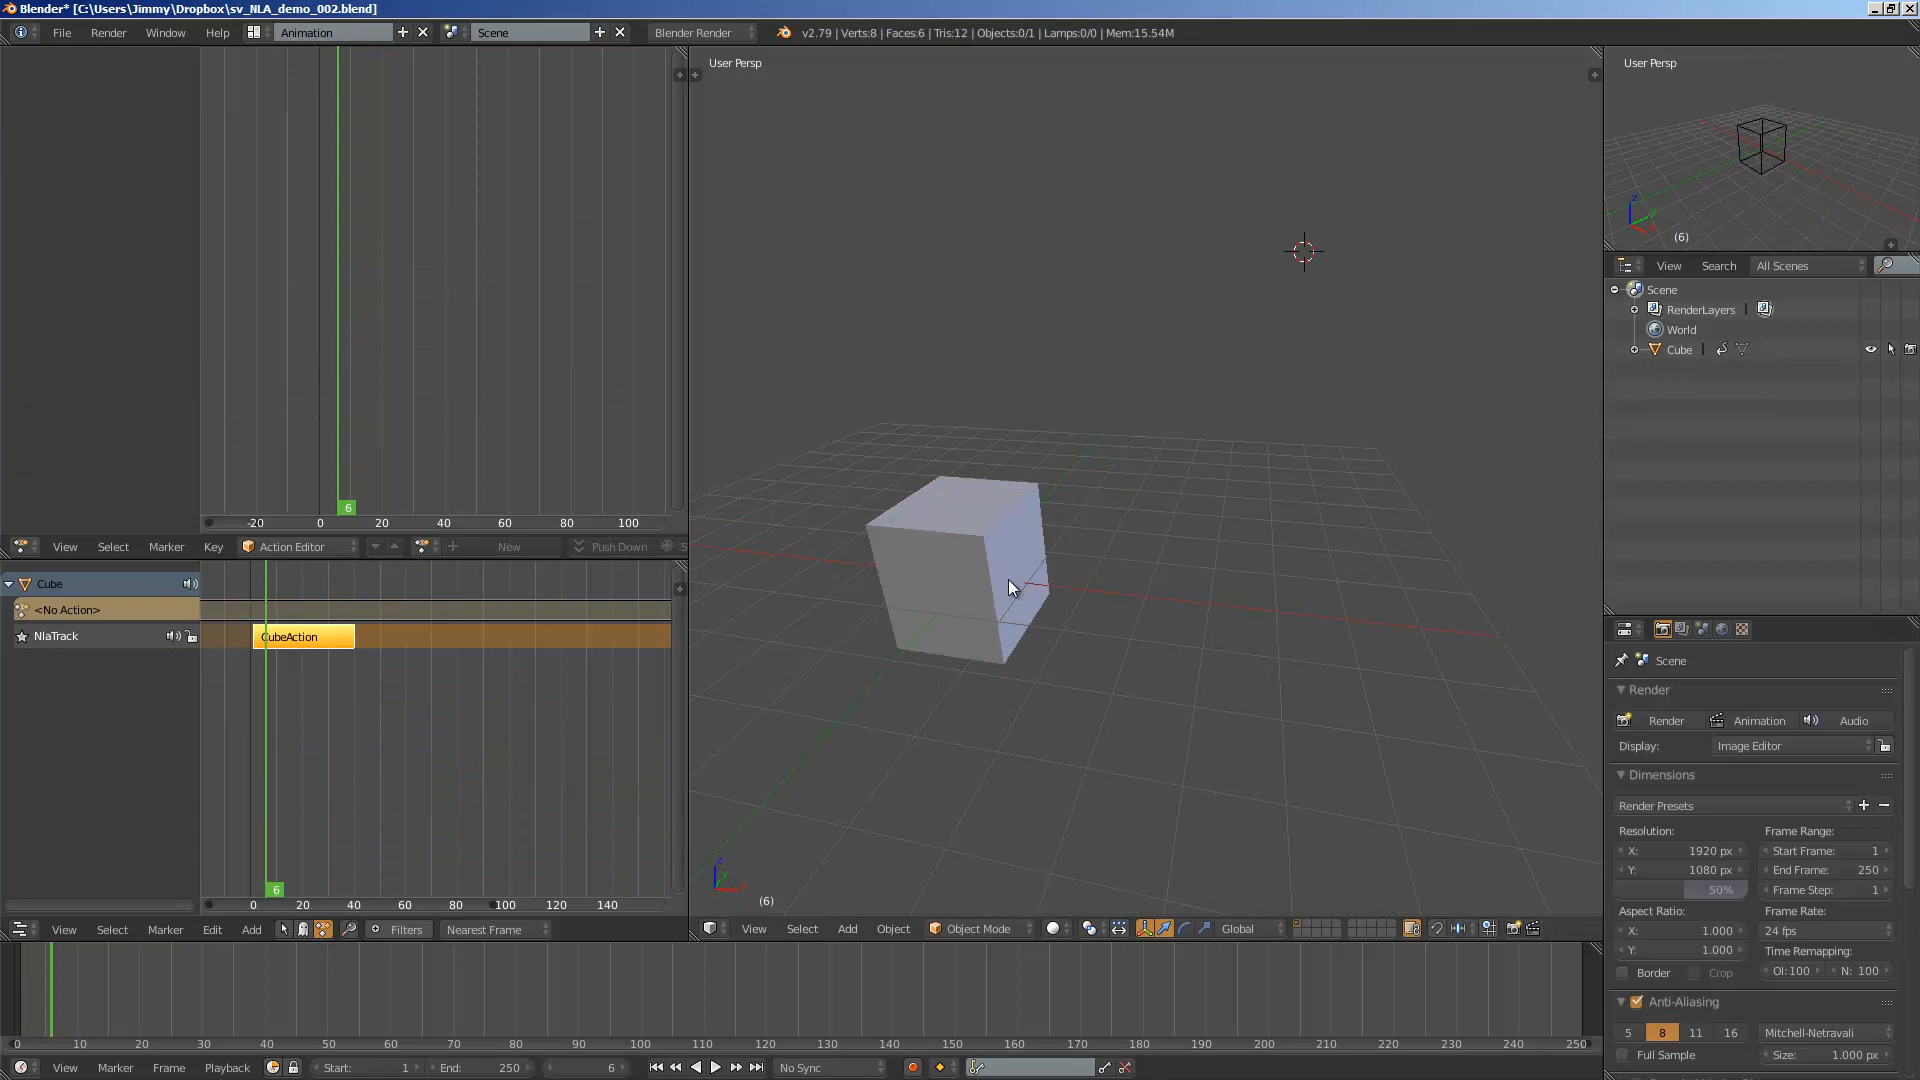 Blender* [C:\Users\Jimmy\Dropbox\sv_NLA_demo_002.blend]
File Render Window Help Animation Scene Blender Render v2.79 | Verts:8 | Faces:6 | Tris:12 | Objects:0/1 | Lamps:0/0 | Mem:15.54M
User Persp
User Persp
(6)
View Search All Scenes
Scene
RenderLayers
World
Cube
6
-20 0 20 40 60 80 100
View Select Marker Key Action Editor New Push Down S
Cube
<No Action>
NlaTrack CubeAction
6
0 20 40 60 80 100 120 140
View Select Marker Edit Add Filters Nearest Frame
z
y
x
(6)
View Select Add Object Object Mode Global
Scene
Render
Render Animation Audio
Display: Image Editor
Dimensions
Render Presets
Resolution: Frame Range:
X: 1920 px Start Frame: 1
Y: 1080 px End Frame: 250
50% Frame Step: 1
Aspect Ratio: Frame Rate:
X: 1.000 24 fps
Y: 1.000 Time Remapping:
Border Crop Ol:100 N: 100
Anti-Aliasing
5 8 11 16 Mitchell-Netravali
Full Sample Size: 1.000 px
0 10 20 30 40 50 60 70 80 90 100 110 120 130 140 150 160 170 180 190 200 210 220 230 240 250
View Marker Frame Playback Start: 1 End: 250 6 No Sync